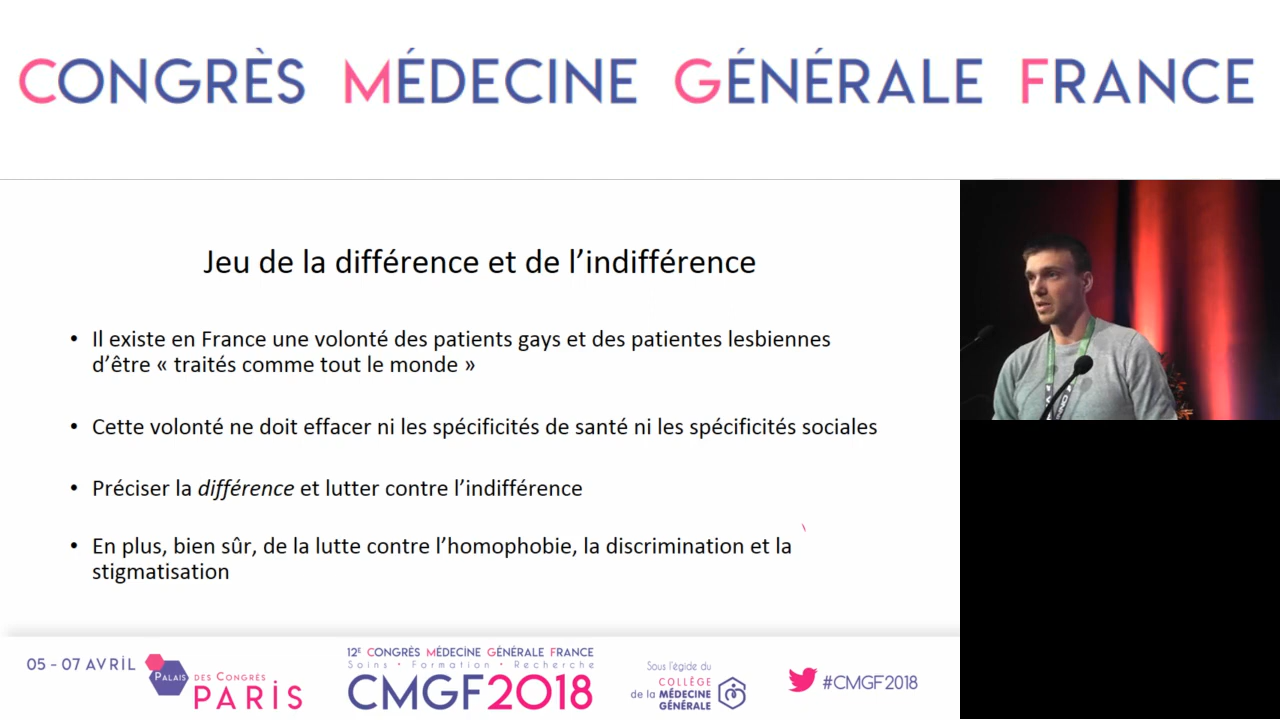 CONGRÈS MÉDECINE GÉNÉRALE FRANCE
Jeu de la différence et de l’indifférence
• Il existe en France une volonté des patients gays et des patientes lesbiennes
d’être « traités comme tout le monde »
• Cette volonté ne doit effacer ni les spécificités de santé ni les spécificités sociales
• Préciser la différence et lutter contre l’indifférence
• En plus, bien sûr, de la lutte contre l’homophobie, la discrimination et la
stigmatisation
05 - 07 AVRIL
PALAIS DES CONGRÈS
PARIS
12E CONGRÈS MÉDECINE GÉNÉRALE FRANCE
Soins • Formation • Recherche
CMGF2018
Sous l'égide du
COLLÈGE
de la MÉDECINE
GÉNÉRALE
#CMGF2018